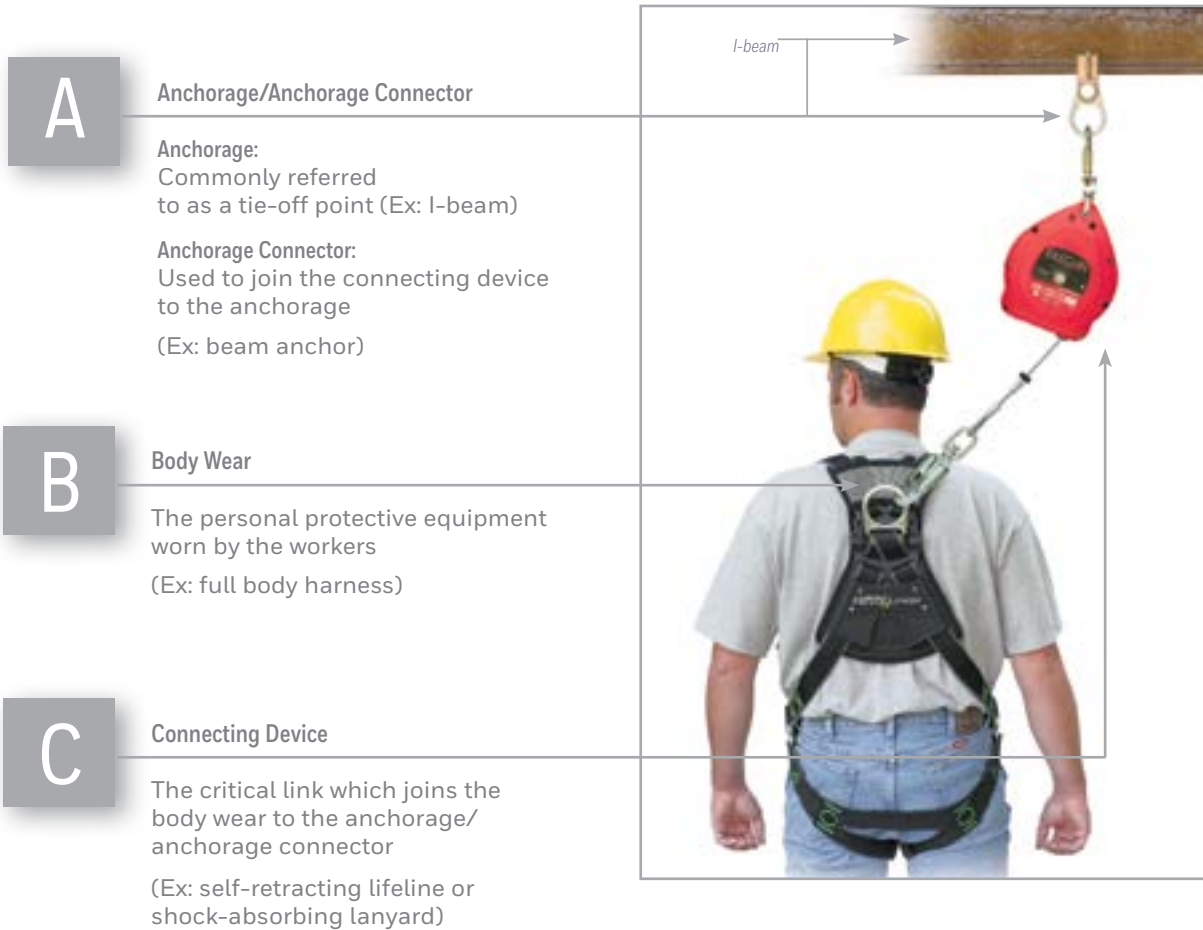 I-beam
A
Anchorage/Anchorage Connector
Anchorage:
Commonly referred
to as a tie-off point (Ex: I-beam)
Anchorage Connector:
Used to join the connecting device
to the anchorage
(Ex: beam anchor)
B
Body Wear
The personal protective equipment
worn by the workers
(Ex: full body harness)
C
Connecting Device
The critical link which joins the
body wear to the anchorage/
anchorage connector
(Ex: self-retracting lifeline or
shock-absorbing lanyard)